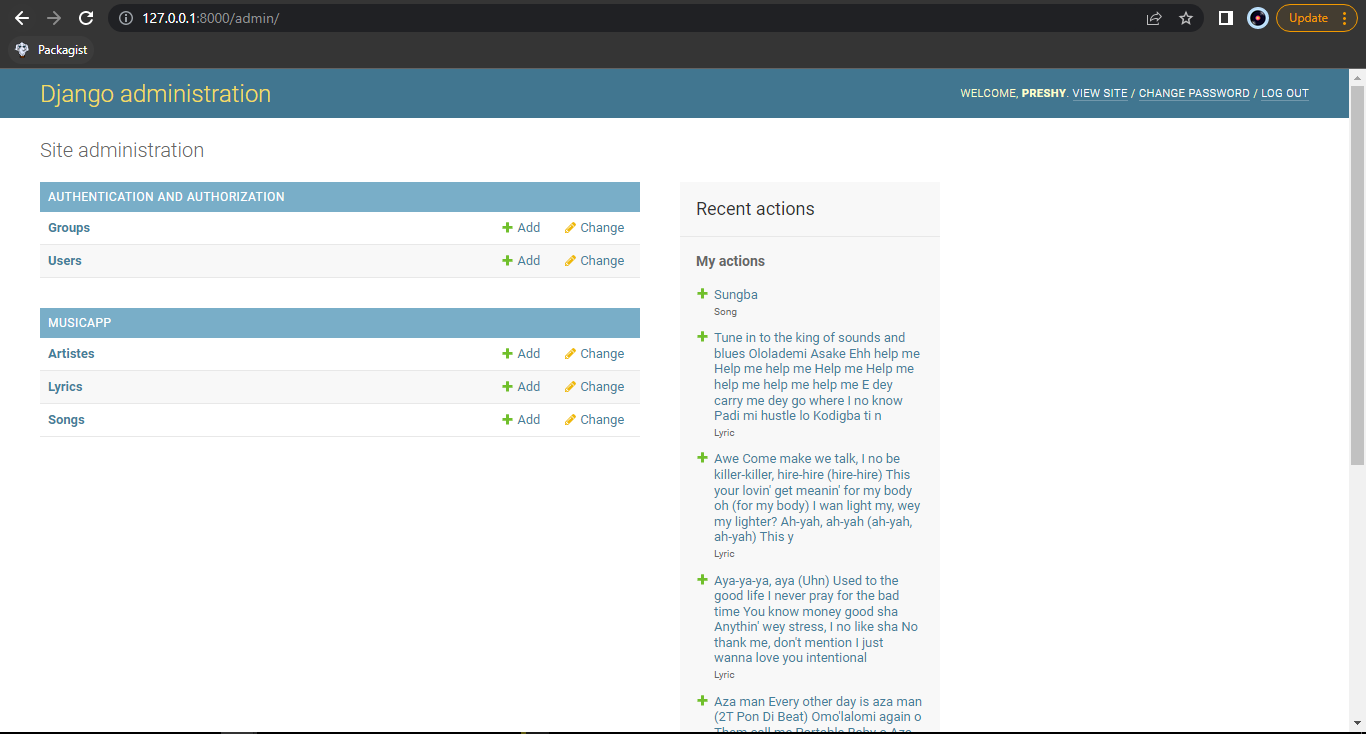 127.0.0.1:8000/admin/
Update
Packagist
Django administration
WELCOME, PRESHY. VIEW SITE / CHANGE PASSWORD / LOG OUT
Site administration
AUTHENTICATION AND AUTHORIZATION
Groups Add Change
Users Add Change
MUSICAPP
Artistes Add Change
Lyrics Add Change
Songs Add Change
Recent actions
My actions
Sungba
Song
Tune in to the king of sounds and
blues Ololademi Asake Ehh help me
Help me help me Help me Help me
help me help me help me E dey
carry me dey go where I no know
Padi mi hustle lo Kodigba ti n
Lyric
Awe Come make we talk, I no be
killer-killer, hire-hire (hire-hire) This
your lovin' get meanin' for my body
oh (for my body) I wan light my, wey
my lighter? Ah-yah, ah-yah (ah-yah,
ah-yah) This y
Lyric
Aya-ya-ya, aya (Uhn) Used to the
good life I never pray for the bad
time You know money good sha
Anythin' wey stress, I no like sha No
thank me, don't mention I just
wanna love you intentional
Lyric
Aza man Every other day is aza man
(2T Pon Di Beat) Omo'lalomi again o
Them call me Portable Baby o Aza